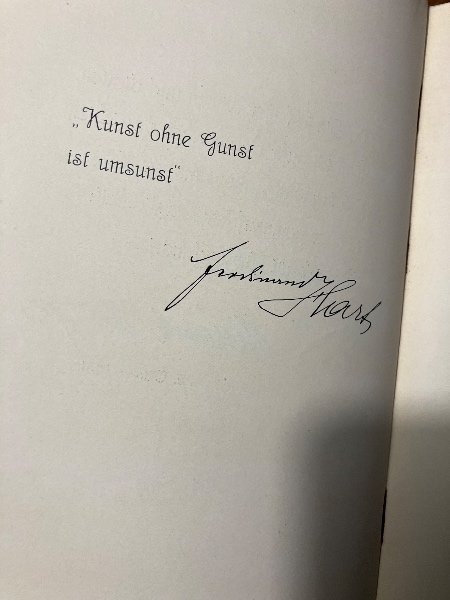 „Kunst ohne Gunst
ist umsunst“
Ferdinand Hart